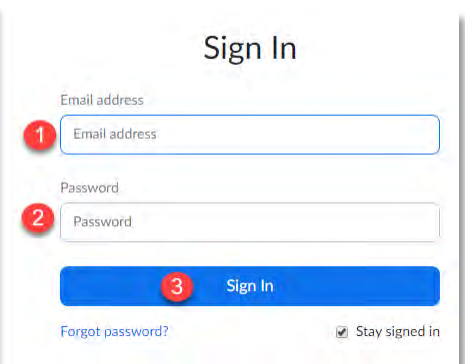 Sign In
Email address
1 Email address
Password
2 Password
3 Sign In
Forgot password? Stay signed in